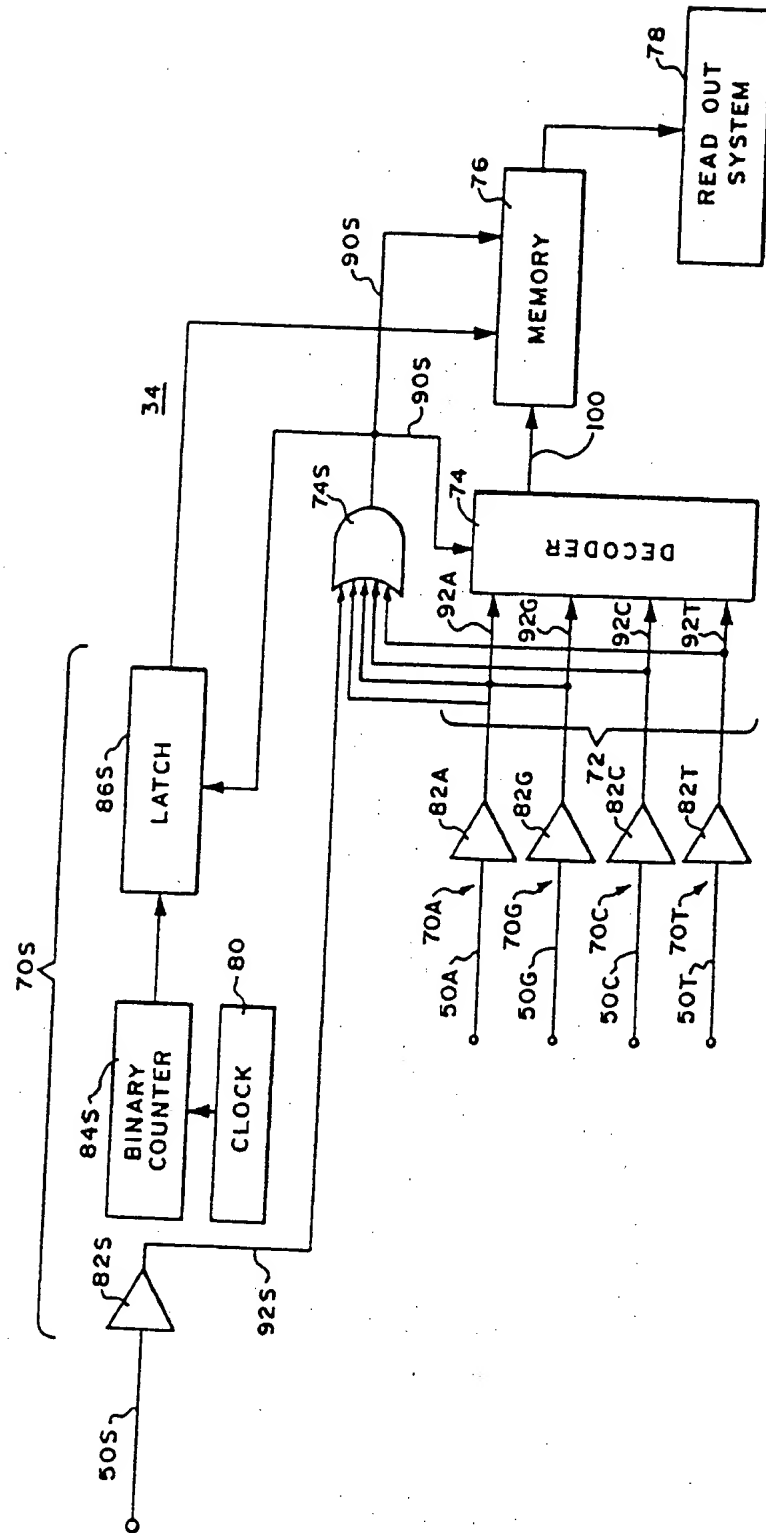 70S
50S
82S
92S
84S
BINARY
COUNTER
80
CLOCK
86S
LATCH
34
74S
90S
90S
76
MEMORY
78
READ OUT
SYSTEM
100
74
DECODER
92A
92G
92C
92T
72
82A
82G
82C
82T
70A
50A
70G
50G
70C
50C
70T
50T